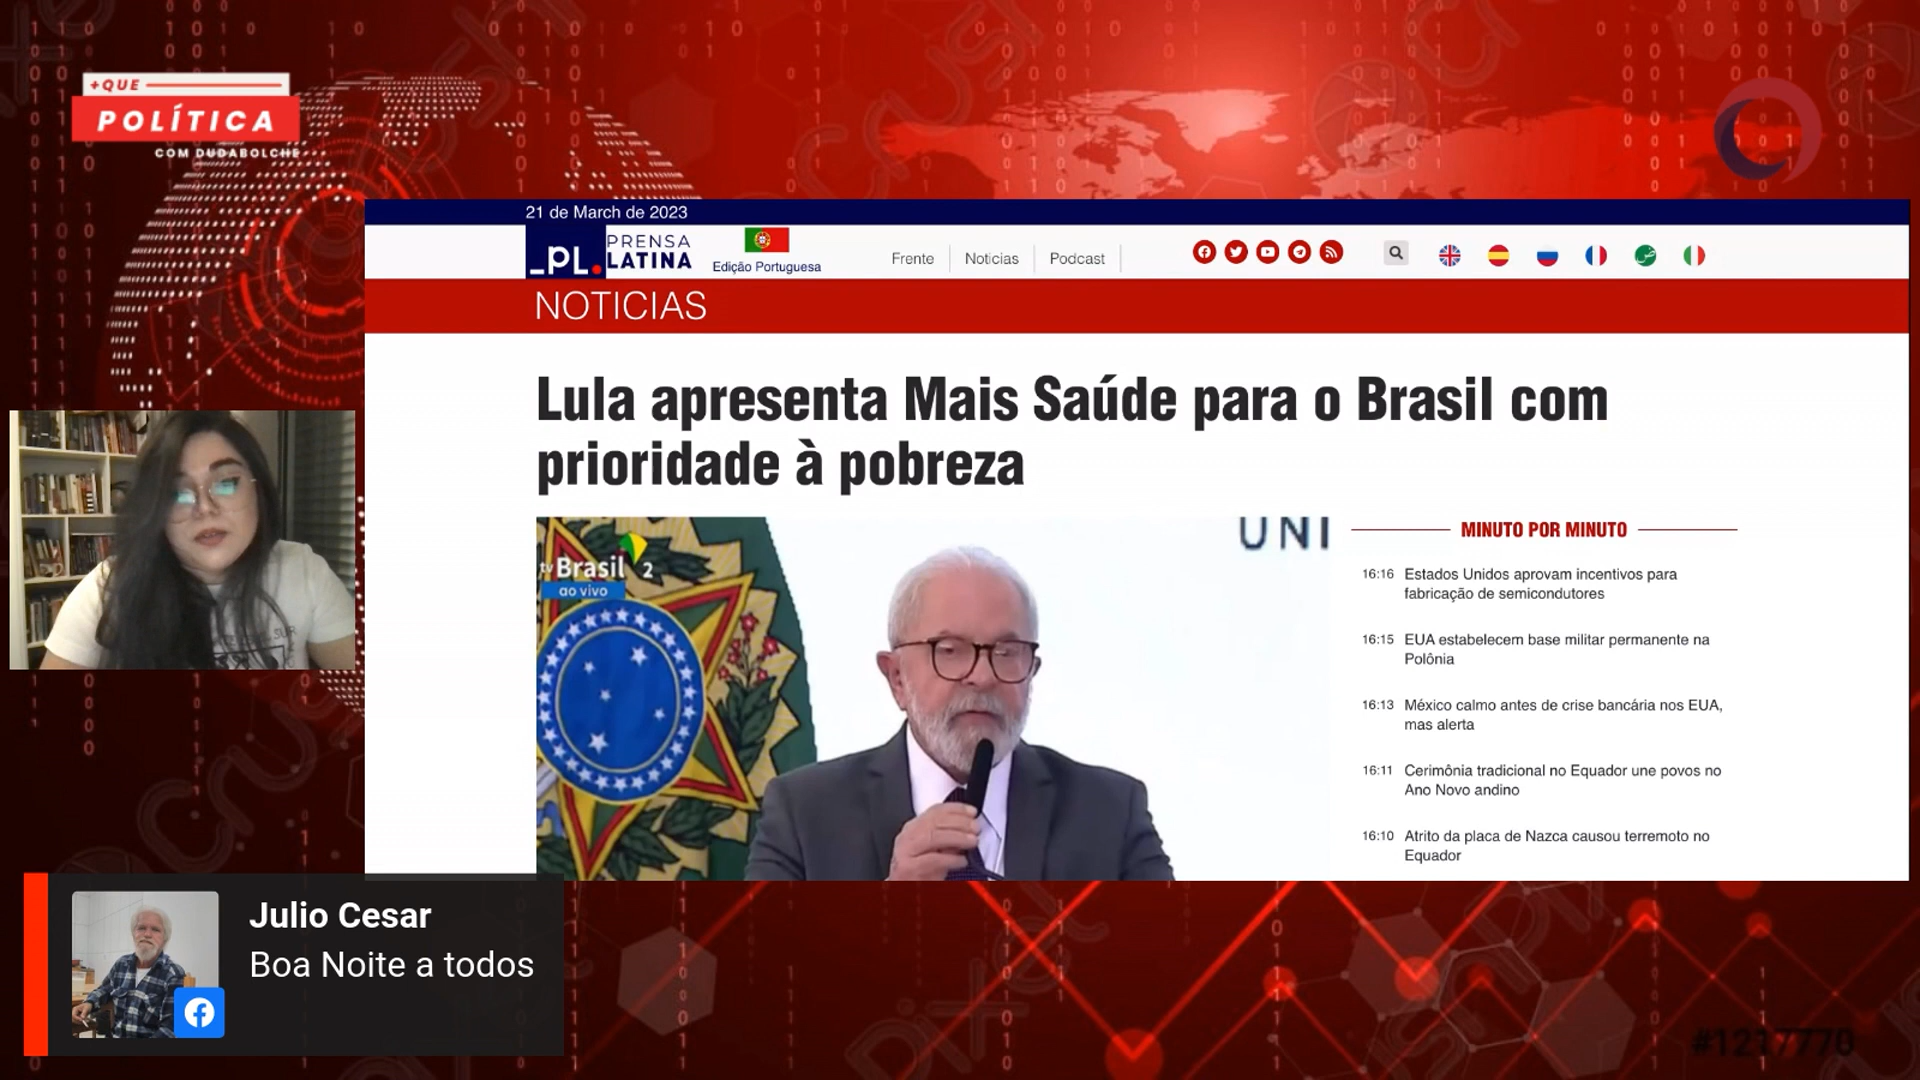 +QUE
POLÍTICA
COM DUDABOLCHE
21 de March de 2023
_PL.
PRENSA
LATINA
Edição Portuguesa
Frente
Noticias
Podcast
NOTICIAS
Lula apresenta Mais Saúde para o Brasil com
prioridade à pobreza
tv Brasil 2
ao vivo
UNI
MINUTO POR MINUTO
16:16 Estados Unidos aprovam incentivos para
fabricação de semicondutores
16:15 EUA estabelecem base militar permanente na
Polônia
16:13 México calmo antes de crise bancária nos EUA,
mas alerta
16:11 Cerimônia tradicional no Equador une povos no
Ano Novo andino
16:10 Atrito da placa de Nazca causou terremoto no
Equador
Julio Cesar
Boa Noite a todos
#1217770